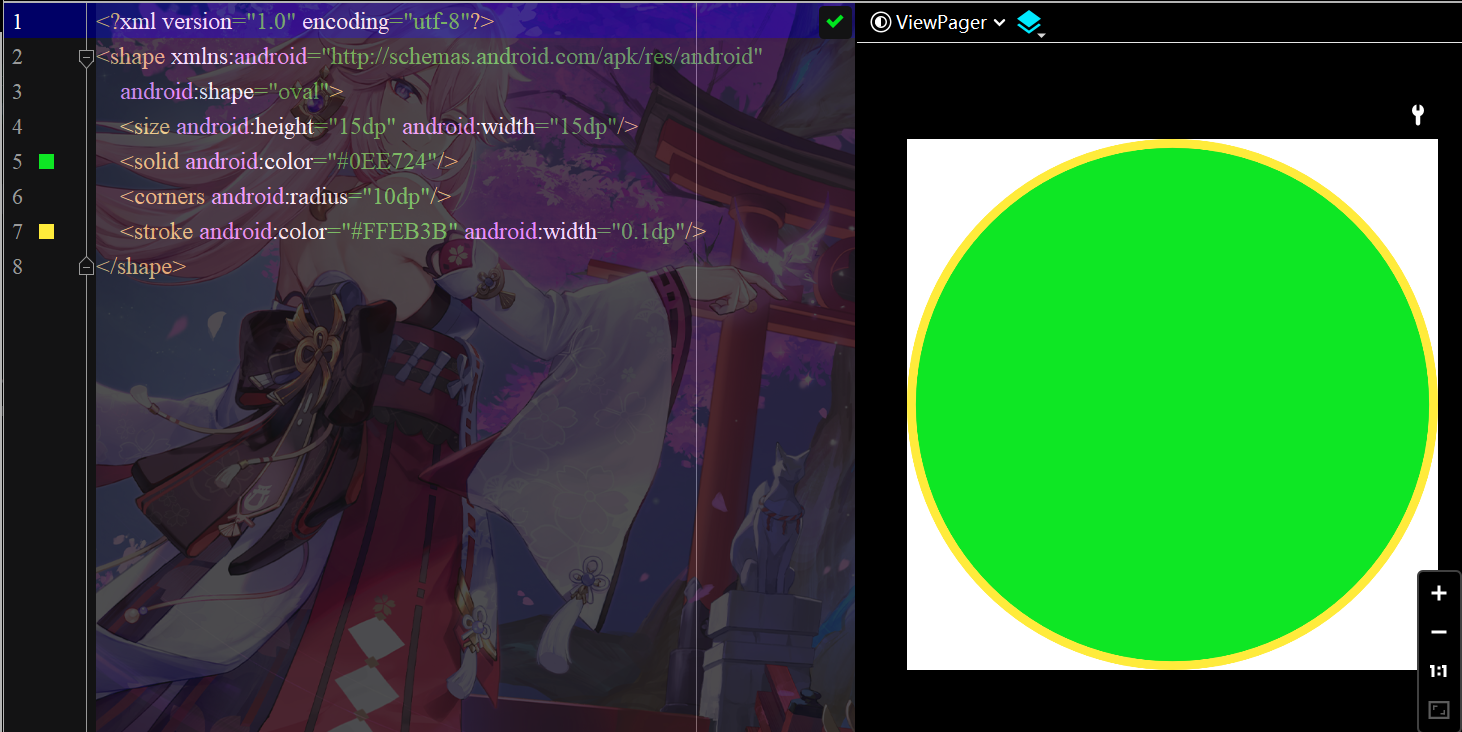 1 <?xml version="1.0" encoding="utf-8"?>
2 <shape xmlns:android="http://schemas.android.com/apk/res/android"
3 android:shape="oval">
4 <size android:height="15dp" android:width="15dp"/>
5 <solid android:color="#0EE724"/>
6 <corners android:radius="10dp"/>
7 <stroke android:color="#FFEB3B" android:width="0.1dp"/>
8 </shape>
ViewPager
1:1